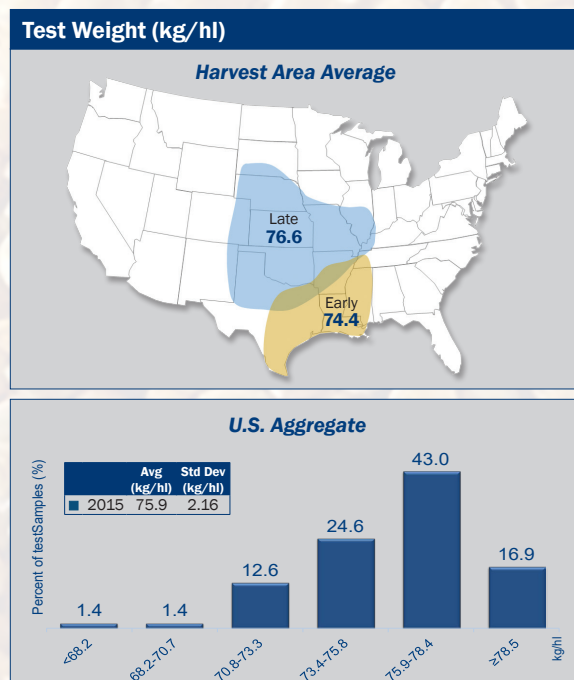 Test Weight (kg/hl)
Harvest Area Average
Late
76.6
Early
74.4
U.S. Aggregate
Percent of testSamples (%)
Avg Std Dev
(kg/hl) (kg/hl)
2015 75.9 2.16
1.4
1.4
12.6
24.6
43.0
16.9
<68.2
68.2-70.7
70.8-73.3
73.4-75.8
75.9-78.4
≥78.5
kg/hl